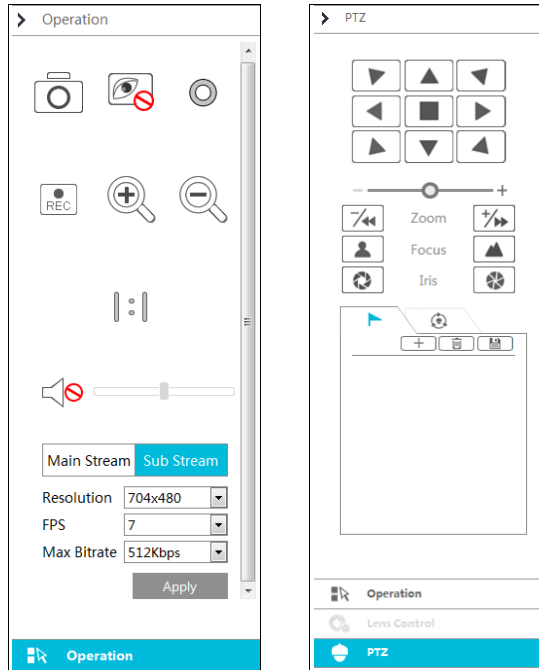 Operation
REC
Main Stream Sub Stream
Resolution 704x480
FPS 7
Max Bitrate 512Kbps
Apply
Operation
PTZ
Zoom
Focus
Iris
Operation
Lens Control
PTZ